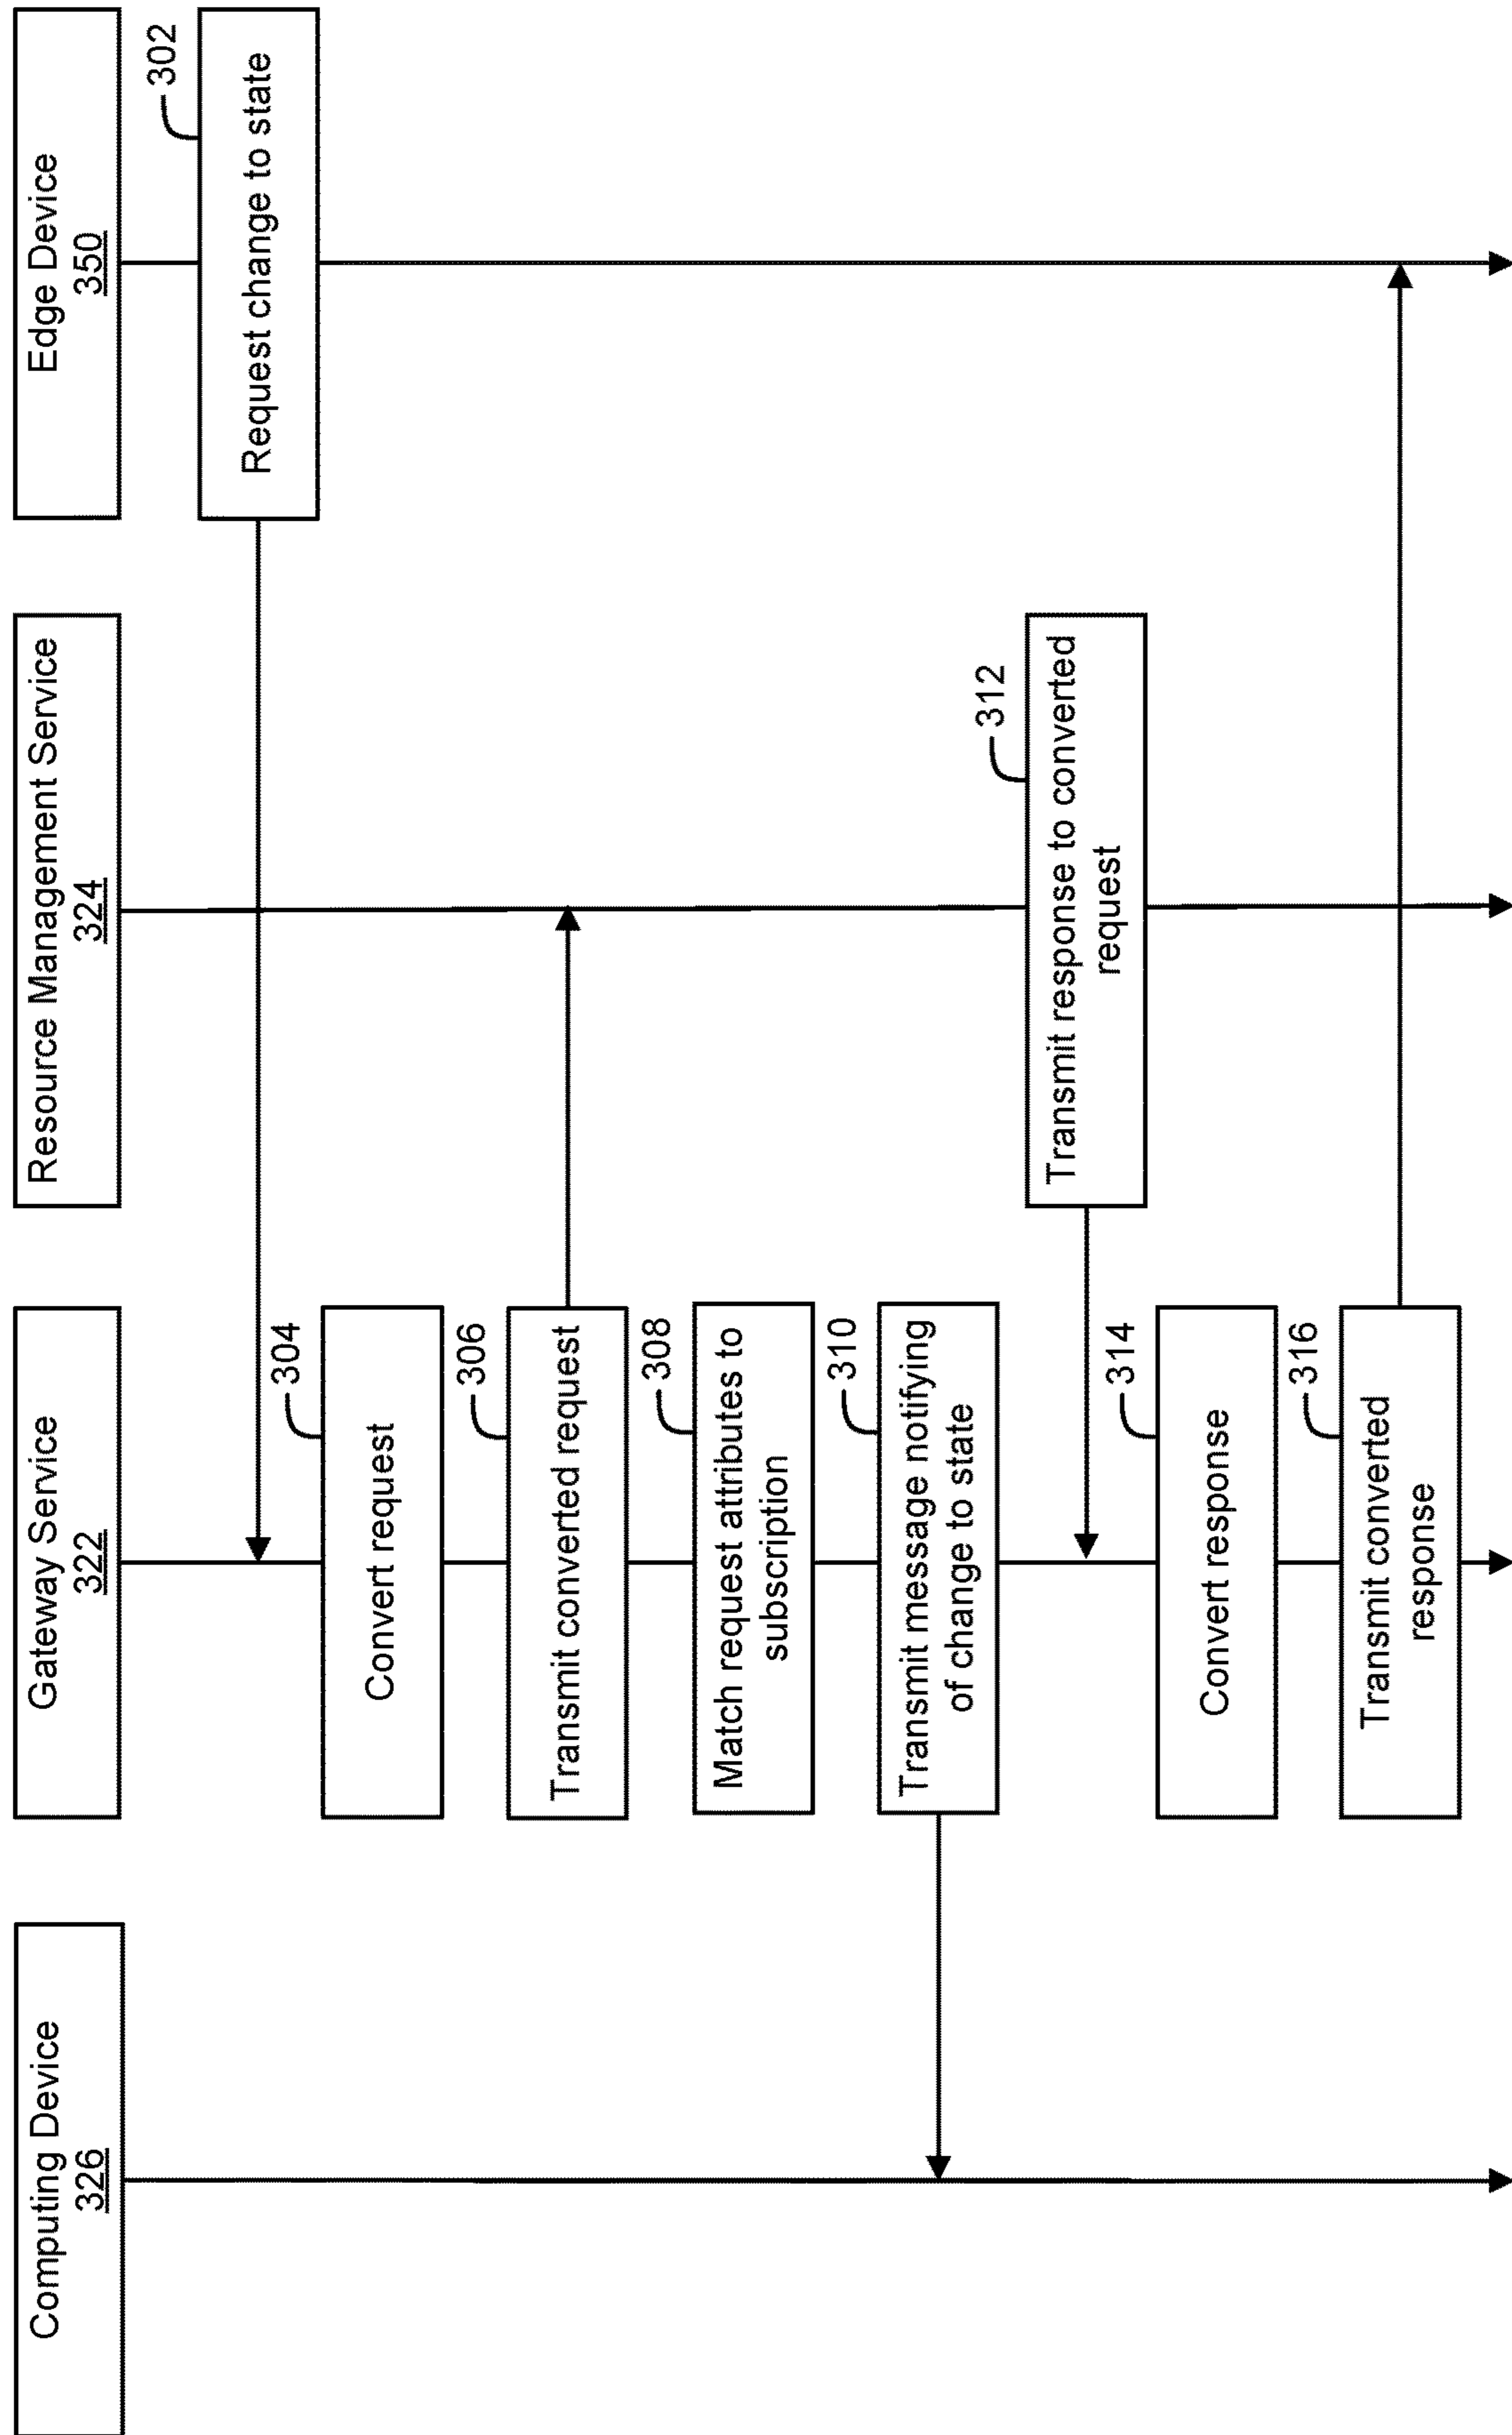 Computing Device
326
Gateway Service
322
Resource Management Service
324
Edge Device
350
302
Request change to state
304
Convert request
306
Transmit converted request
308
Match request attributes to
subscription
310
Transmit message notifying
of change to state
312
Transmit response to converted
request
314
Convert response
316
Transmit converted
response